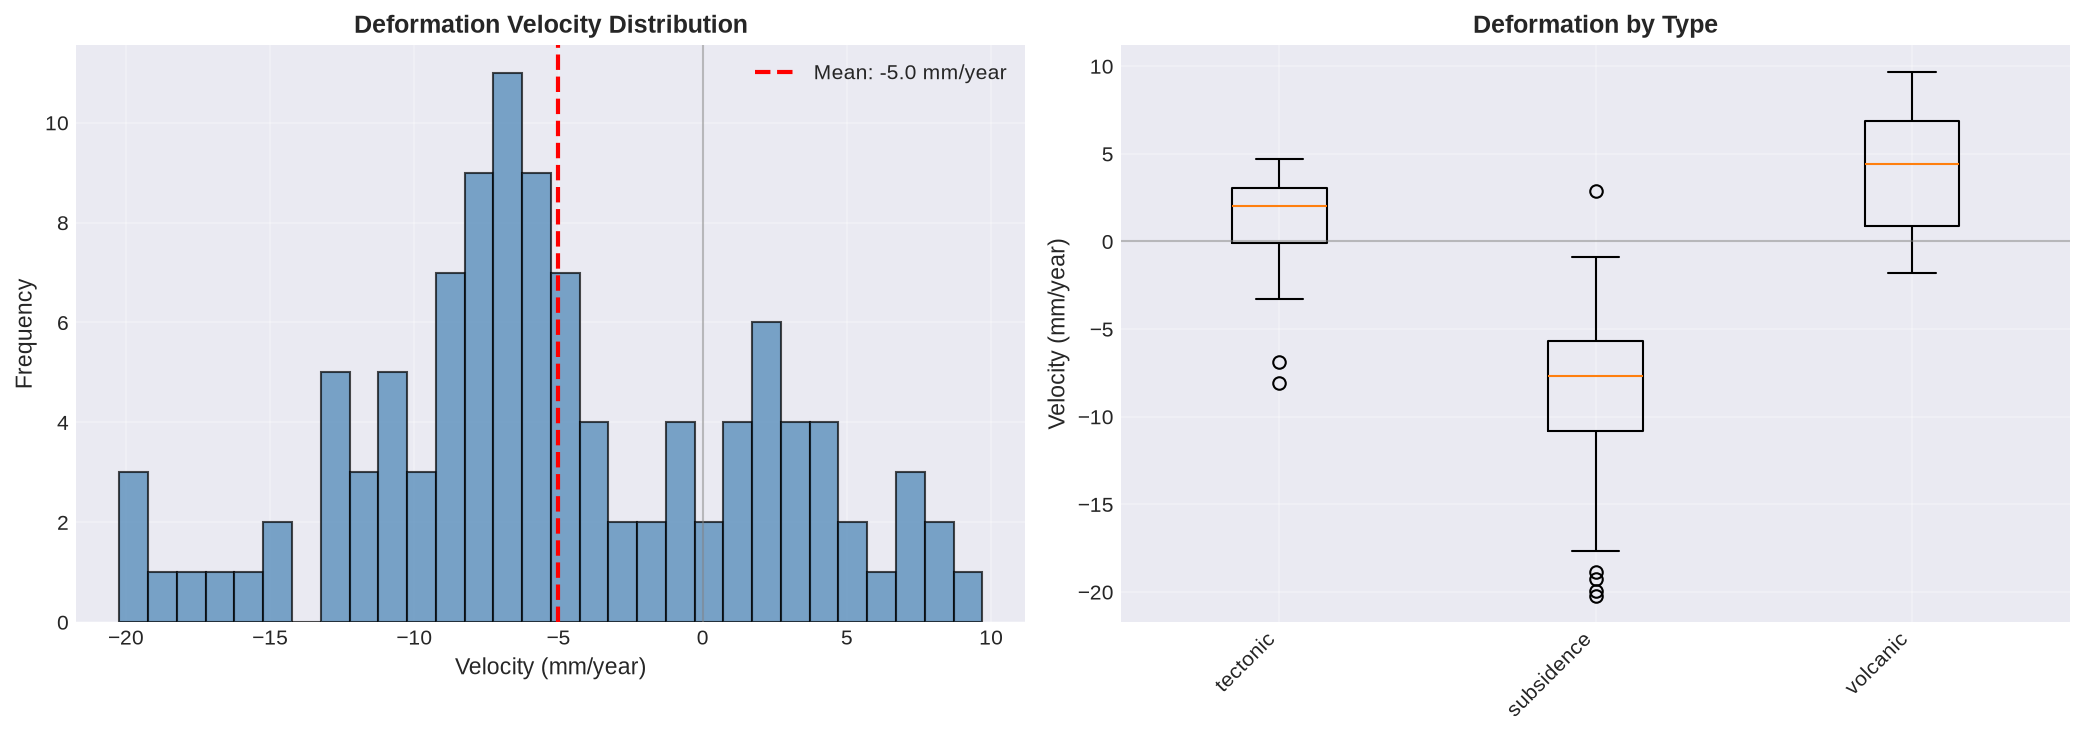 Deformation Velocity Distribution
Mean: -5.0 mm/year
Frequency
10
8
6
4
2
0
−20
−15
−10
−5
0
5
10
Velocity (mm/year)
Deformation by Type
Velocity (mm/year)
10
5
0
−5
−10
−15
−20
tectonic
subsidence
volcanic